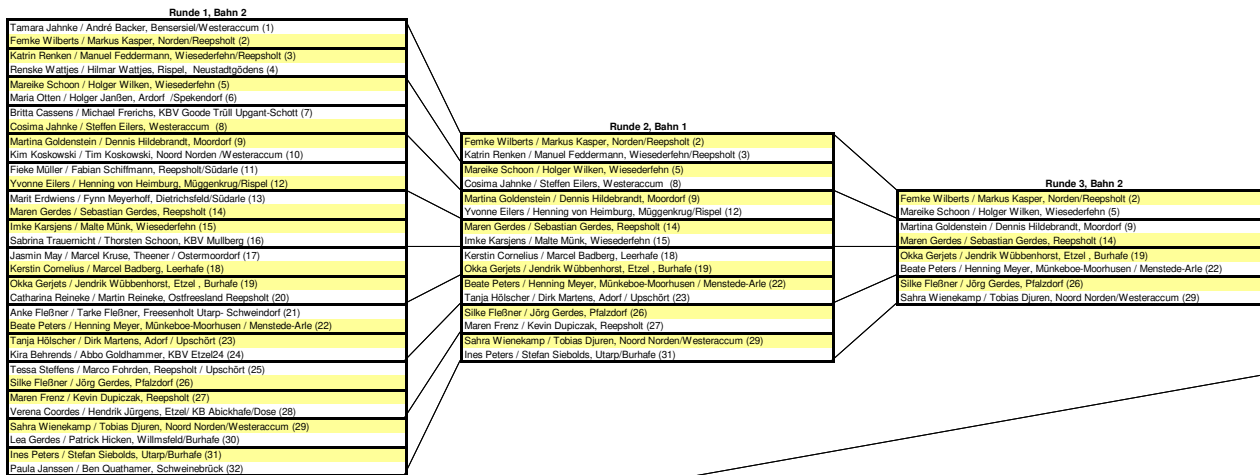 Runde 1, Bahn 2
Tamara Jahnke / André Backer, Bensersiel/Westeraccum (1)
Femke Wilberts / Markus Kasper, Norden/Reepsholt (2)
Katrin Renken / Manuel Feddermann, Wiesederfehn/Reepsholt (3)
Renske Wattjes / Hilmar Wattjes, Rispel, Neustadtgödens (4)
Mareike Schoon / Holger Wilken, Wiesederfehn (5)
Maria Otten / Holger Janßen, Ardorf /Spekendorf (6)
Britta Cassens / Michael Frerichs, KBV Goode Trüll Upgant-Schott (7)
Cosima Jahnke / Steffen Eilers, Westeraccum (8)
Martina Goldenstein / Dennis Hildebrandt, Moordorf (9)
Kim Koskowski / Tim Koskowski, Noord Norden /Westeraccum (10)
Fieke Müller / Fabian Schiffmann, Reepsholt/Südarle (11)
Yvonne Eilers / Henning von Heimburg, Müggenkrug/Rispel (12)
Marit Erdwiens / Fynn Meyerhoff, Dietrichsfeld/Südarle (13)
Maren Gerdes / Sebastian Gerdes, Reepsholt (14)
Imke Karsjens / Malte Münk, Wiesederfehn (15)
Sabrina Trauernicht / Thorsten Schoon, KBV Mullberg (16)
Jasmin May / Marcel Kruse, Theener / Ostermoordorf (17)
Kerstin Cornelius / Marcel Badberg, Leerhafe (18)
Okka Gerjets / Jendrik Wübbenhorst, Etzel , Burhafe (19)
Catharina Reineke / Martin Reineke, Ostfreesland Reepsholt (20)
Anke Fleßner / Tarke Fleßner, Freesenholt Utarp- Schweindorf (21)
Beate Peters / Henning Meyer, Münkeboe-Moorhusen / Menstede-Arle (22)
Tanja Hölscher / Dirk Martens, Adorf / Upschört (23)
Kira Behrends / Abbo Goldhammer, KBV Etzel24 (24)
Tessa Steffens / Marco Fohrden, Reepsholt / Upschört (25)
Silke Fleßner / Jörg Gerdes, Pfalzdorf (26)
Maren Frenz / Kevin Dupiczak, Reepsholt (27)
Verena Coordes / Hendrik Jürgens, Etzel/ KB Abickhafe/Dose (28)
Sahra Wienekamp / Tobias Djuren, Noord Norden/Westeraccum (29)
Lea Gerdes / Patrick Hicken, Willmsfeld/Burhafe (30)
Ines Peters / Stefan Siebolds, Utarp/Burhafe (31)
Paula Janssen / Ben Quathamer, Schweinebrück (32)
Runde 2, Bahn 1
Femke Wilberts / Markus Kasper, Norden/Reepsholt (2)
Katrin Renken / Manuel Feddermann, Wiesederfehn/Reepsholt (3)
Mareike Schoon / Holger Wilken, Wiesederfehn (5)
Cosima Jahnke / Steffen Eilers, Westeraccum (8)
Martina Goldenstein / Dennis Hildebrandt, Moordorf (9)
Yvonne Eilers / Henning von Heimburg, Müggenkrug/Rispel (12)
Maren Gerdes / Sebastian Gerdes, Reepsholt (14)
Imke Karsjens / Malte Münk, Wiesederfehn (15)
Kerstin Cornelius / Marcel Badberg, Leerhafe (18)
Okka Gerjets / Jendrik Wübbenhorst, Etzel , Burhafe (19)
Beate Peters / Henning Meyer, Münkeboe-Moorhusen / Menstede-Arle (22)
Tanja Hölscher / Dirk Martens, Adorf / Upschört (23)
Silke Fleßner / Jörg Gerdes, Pfalzdorf (26)
Maren Frenz / Kevin Dupiczak, Reepsholt (27)
Sahra Wienekamp / Tobias Djuren, Noord Norden/Westeraccum (29)
Ines Peters / Stefan Siebolds, Utarp/Burhafe (31)
Runde 3, Bahn 2
Femke Wilberts / Markus Kasper, Norden/Reepsholt (2)
Mareike Schoon / Holger Wilken, Wiesederfehn (5)
Martina Goldenstein / Dennis Hildebrandt, Moordorf (9)
Maren Gerdes / Sebastian Gerdes, Reepsholt (14)
Okka Gerjets / Jendrik Wübbenhorst, Etzel , Burhafe (19)
Beate Peters / Henning Meyer, Münkeboe-Moorhusen / Menstede-Arle (22)
Silke Fleßner / Jörg Gerdes, Pfalzdorf (26)
Sahra Wienekamp / Tobias Djuren, Noord Norden/Westeraccum (29)